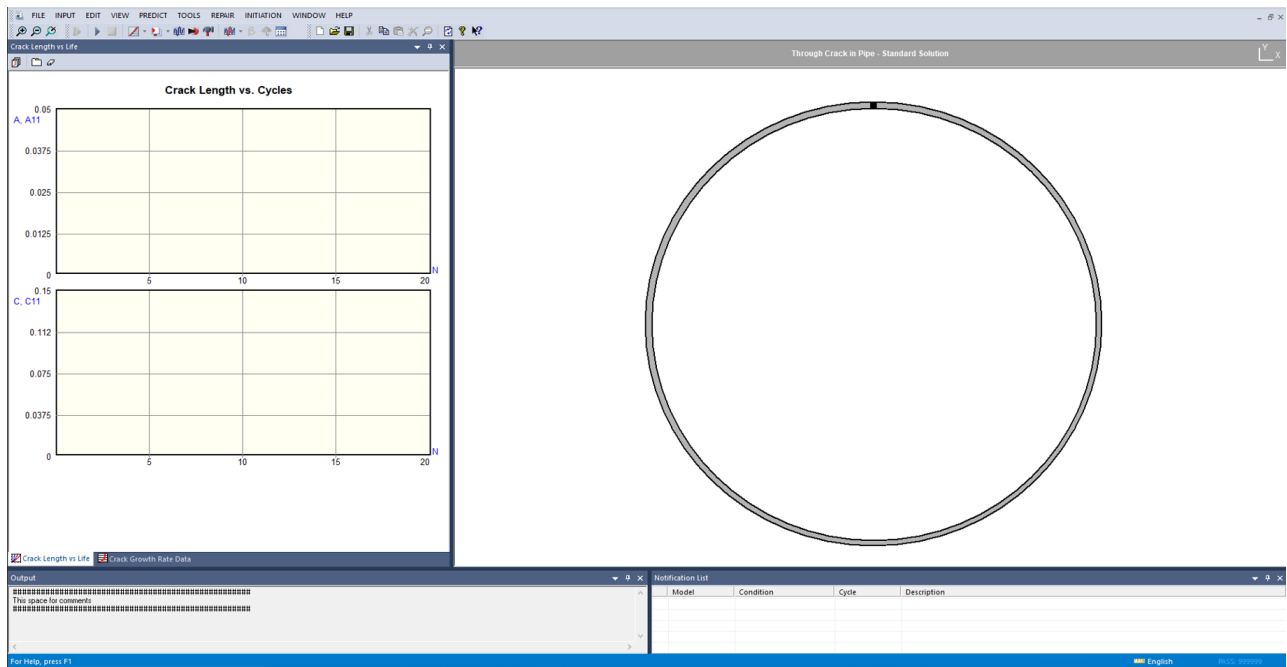 FILE INPUT EDIT VIEW PREDICT TOOLS REPAIR INITIATION WINDOW HELP
Crack Length vs Life
Through Crack in Pipe - Standard Solution
Y
X
Crack Length vs. Cycles
0.05
A, A11
0.0375
0.025
0.0125
0
5 10 15 20
N
0.15
C, C11
0.112
0.075
0.0375
0
5 10 15 20
N
Crack Length vs Life Crack Growth Rate Data
Output
This space for comments
Notification List
Model Condition Cycle Description
For Help, press F1
English
PASS: 999999